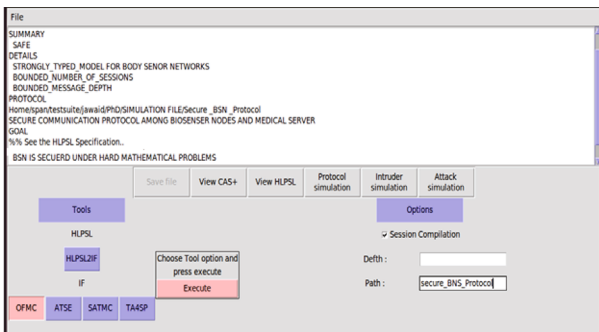 File
SUMMARY
SAFE
DETAILS
STRONGLY_TYPED_MODEL FOR BODY SENOR NETWORKS
BOUNDED_NUMBER_OF_SESSIONS
BOUNDED_MESSAGE_DEPTH
PROTOCOL
Home/span/testsuite/jawaid/PhD/SIMULATION FILE/Secure _BSN _Protocol
SECURE COMMUNICATION PROTOCOL AMONG BIOSENSER NODES AND MEDICAL SERVER
GOAL
%% See the HLPSL Specification..
BSN IS SECUERD UNDER HARD MATHEMATICAL PROBLEMS
Save file
View CAS+
View HLPSL
Protocol
simulation
Intruder
simulation
Attack
simulation
Tools
Options
HLPSL
Session Compilation
HLPSL2IF
Choose Tool option and
press execute
Execute
Defth :
IF
Path :
secure_BNS_Protocol
OFMC
ATSE
SATMC
TA4SP